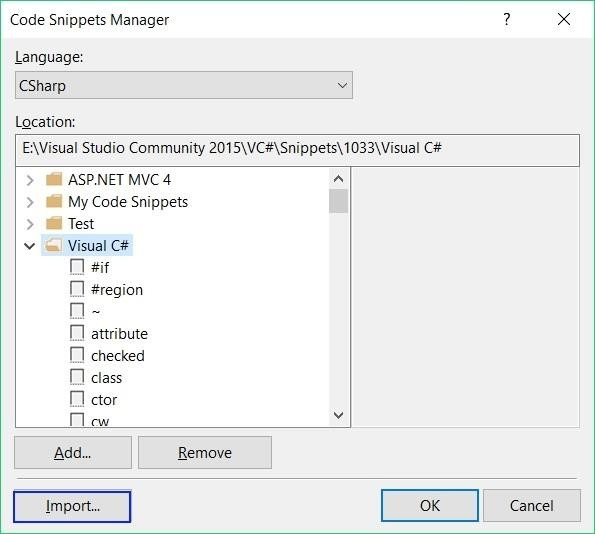 Code Snippets Manager ?
Language:
CSharp
Location:
E:\Visual Studio Community 2015\VC#\Snippets\1033\Visual C#
ASP.NET MVC 4
My Code Snippets
Test
Visual C#
#if
#region
~
attribute
checked
class
ctor
cw
Add... Remove
Import... OK Cancel